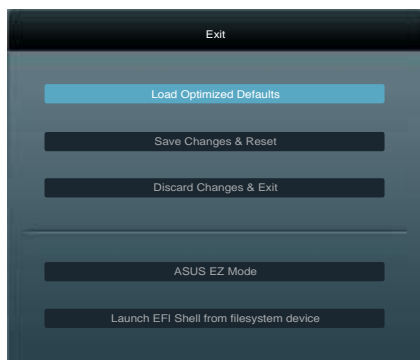 Exit
Load Optimized Defaults
Save Changes & Reset
Discard Changes & Exit
ASUS EZ Mode
Launch EFI Shell from filesystem device